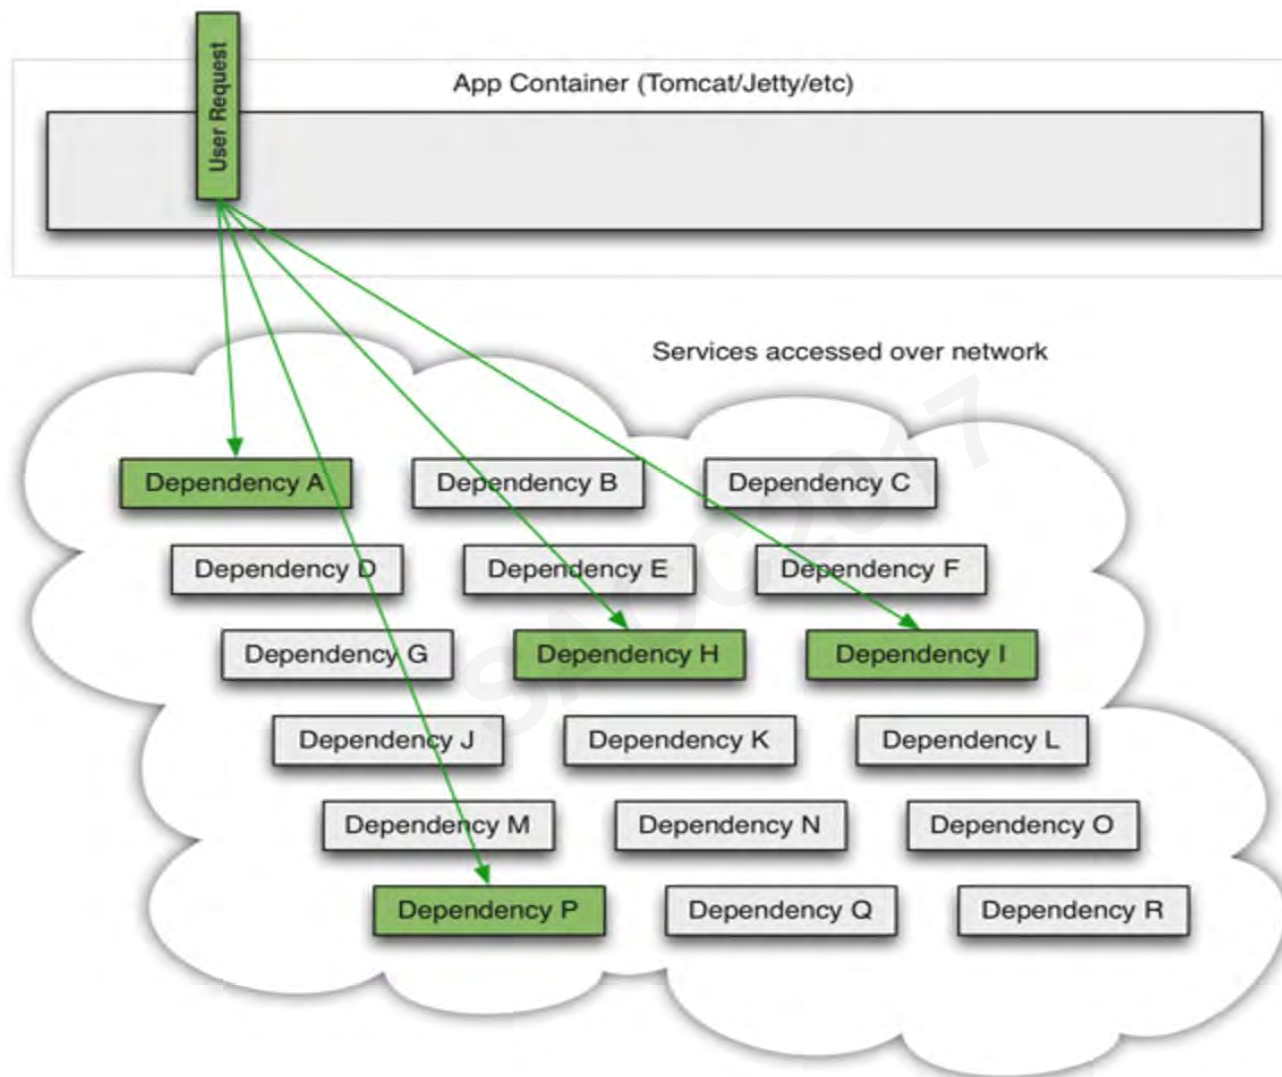 User Request
App Container (Tomcat/Jetty/etc)
Services accessed over network
Dependency A
Dependency B
Dependency C
Dependency D
Dependency E
Dependency F
Dependency G
Dependency H
Dependency I
Dependency J
Dependency K
Dependency L
Dependency M
Dependency N
Dependency O
Dependency P
Dependency Q
Dependency R
SACC2017